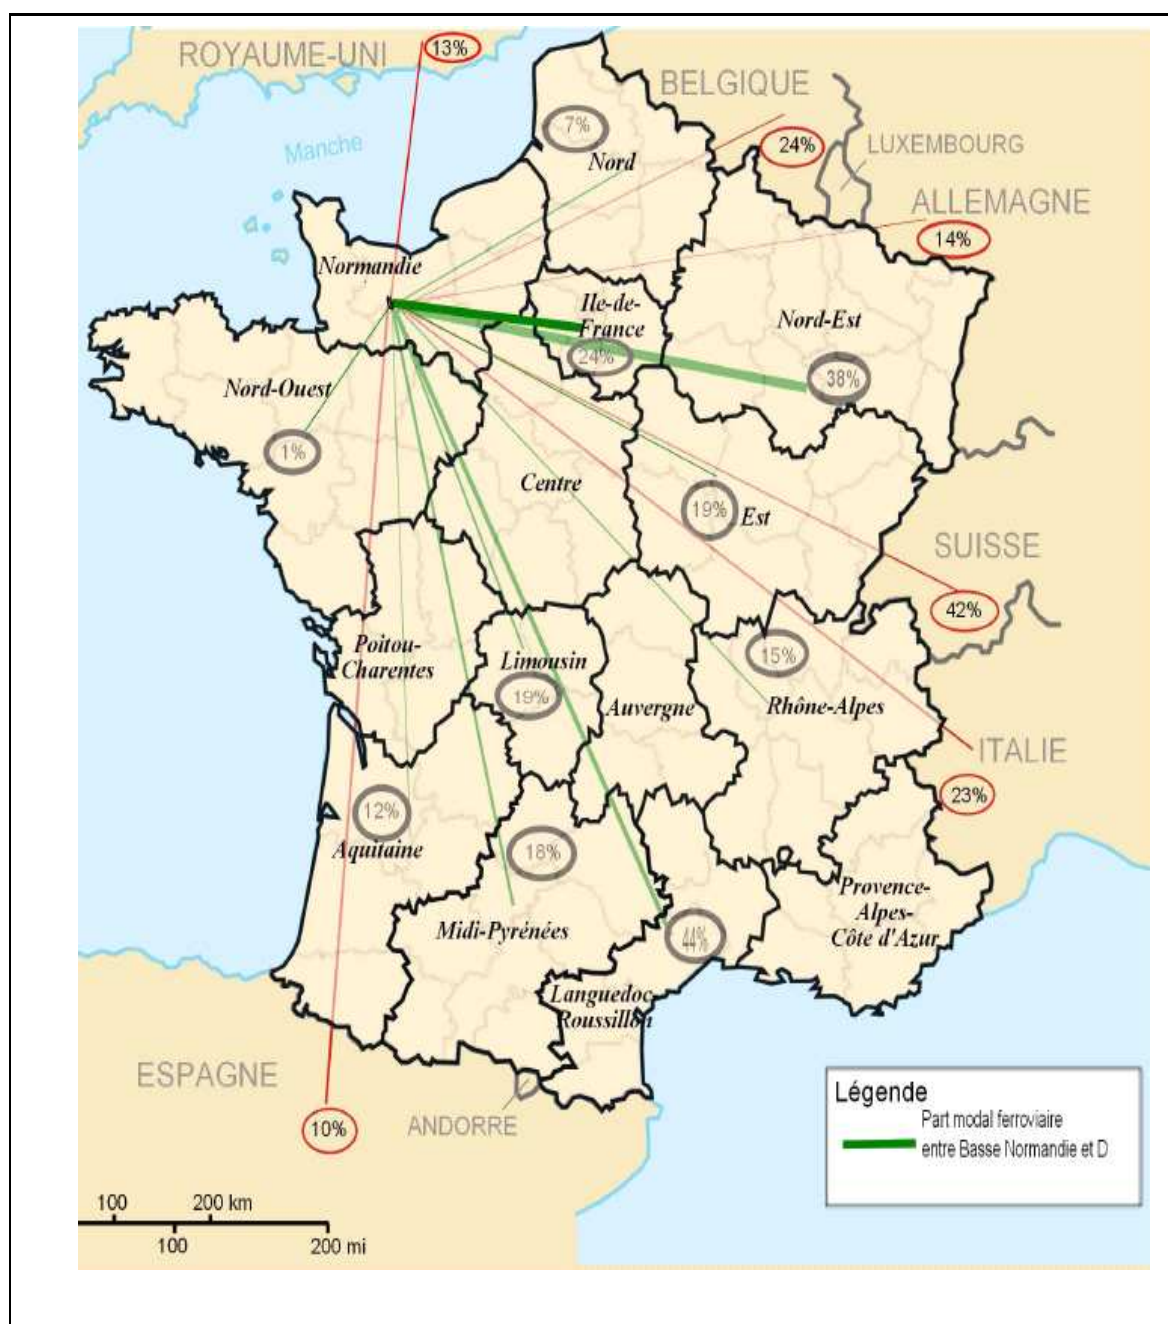 ROYAUME-UNI
13%
BELGIQUE
7%
24%
Manche
Nord
LUXEMBOURG
ALLEMAGNE
14%
Normandie
Ile-de-
France
Nord-Est
24%
38%
Nord-Ouest
1%
Centre
19%
Est
SUISSE
42%
Poitou-
Charentes
Limousin
15%
19%
Auvergne
Rhône-Alpes
ITALIE
23%
12%
Aquitaine
18%
Provence-
Alpes-
Côte d'Azur
Midi-Pyrénées
44%
Languedoc-
Roussillon
ESPAGNE
ANDORRE
10%
Légende
Part modal ferroviaire
entre Basse Normandie et D
100 200 km
100 200 mi